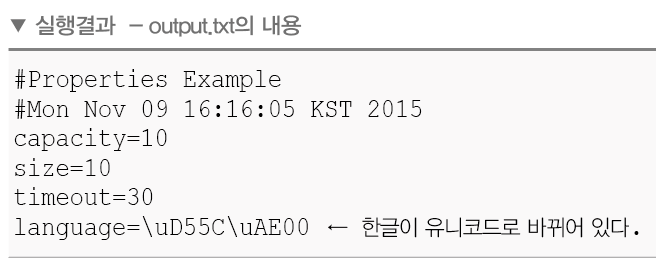 ▼ 실행결과 - output.txt의 내용
#Properties Example
#Mon Nov 09 16:16:05 KST 2015
capacity=10
size=10
timeout=30
language=\uD55C\uAE00 ← 한글이 유니코드로 바뀌어 있다.